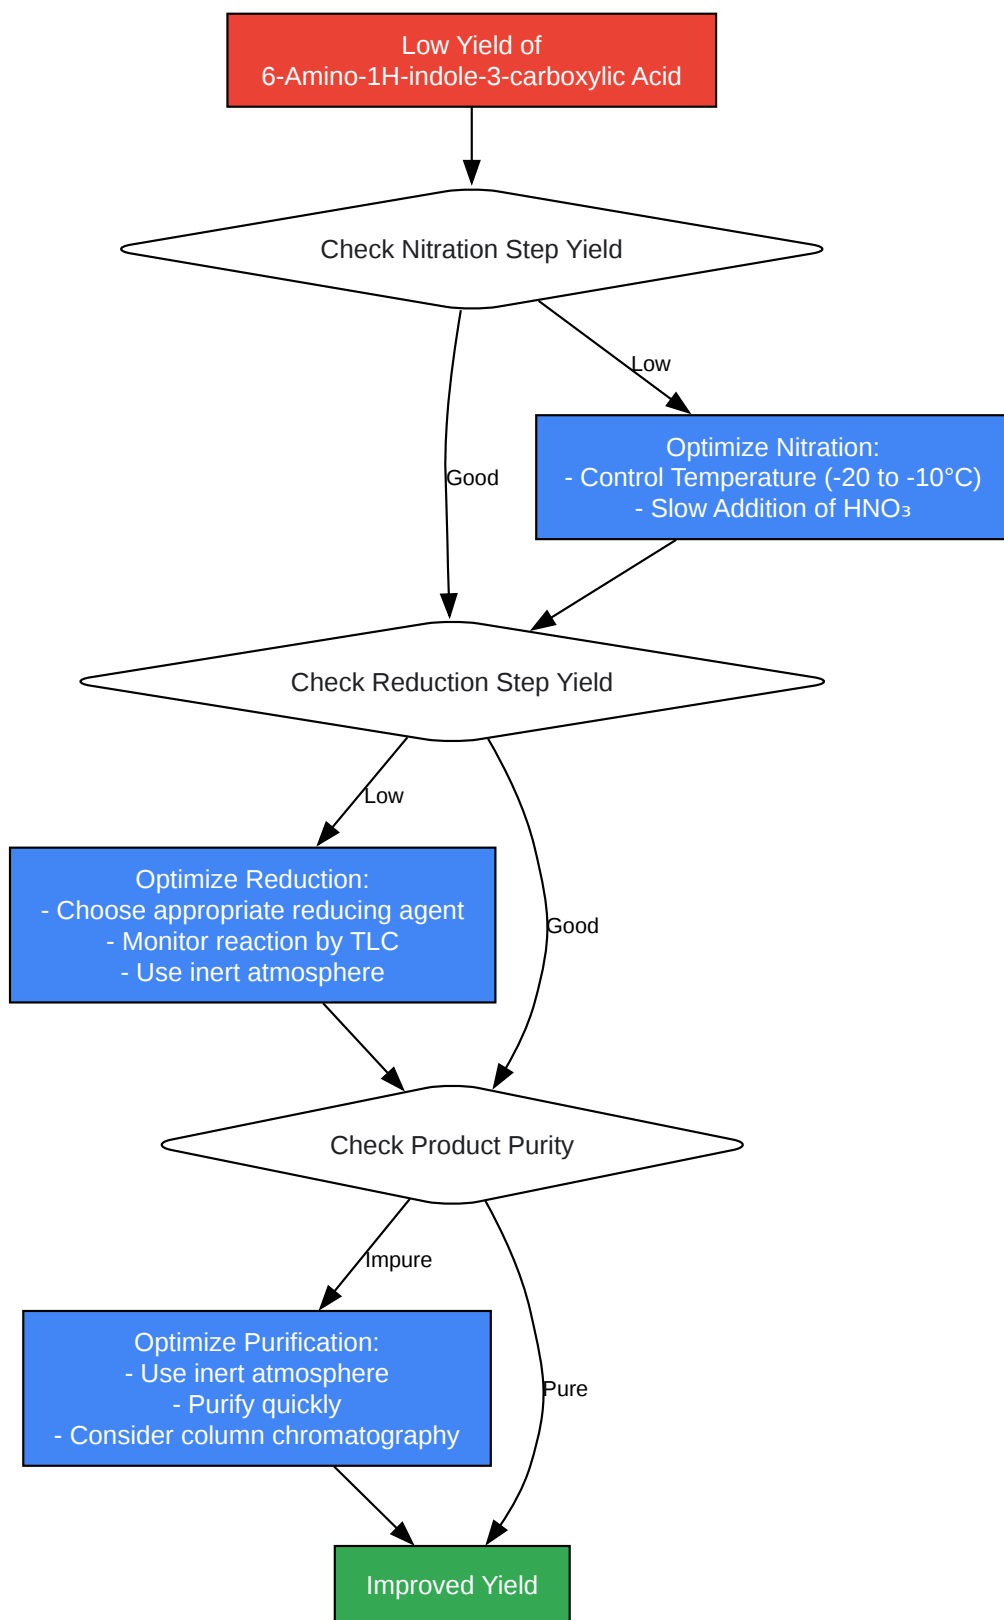 Low Yield of
6-Amino-1H-indole-3-carboxylic Acid
Check Nitration Step Yield
Low
Optimize Nitration:
- Control Temperature (-20 to -10°C)
- Slow Addition of HNO₃
Good
Check Reduction Step Yield
Low
Optimize Reduction:
- Choose appropriate reducing agent
- Monitor reaction by TLC
- Use inert atmosphere
Good
Check Product Purity
Impure
Optimize Purification:
- Use inert atmosphere
- Purify quickly
- Consider column chromatography
Pure
Improved Yield